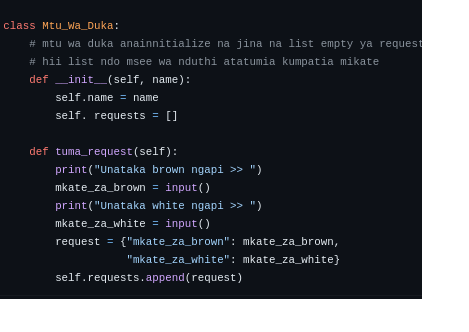 class Mtu_Wa_Duka:
    # mtu wa duka anainnitialize na jina na list empty ya request
    # hii list ndo msee wa nduthi atatumia kumpatia mikate
    def __init__(self, name):
        self.name = name
        self. requests = []

    def tuma_request(self):
        print("Unataka brown ngapi >> ")
        mkate_za_brown = input()
        print("Unataka white ngapi >> ")
        mkate_za_white = input()
        request = {"mkate_za_brown": mkate_za_brown,
                   "mkate_za_white": mkate_za_white}
        self.requests.append(request)